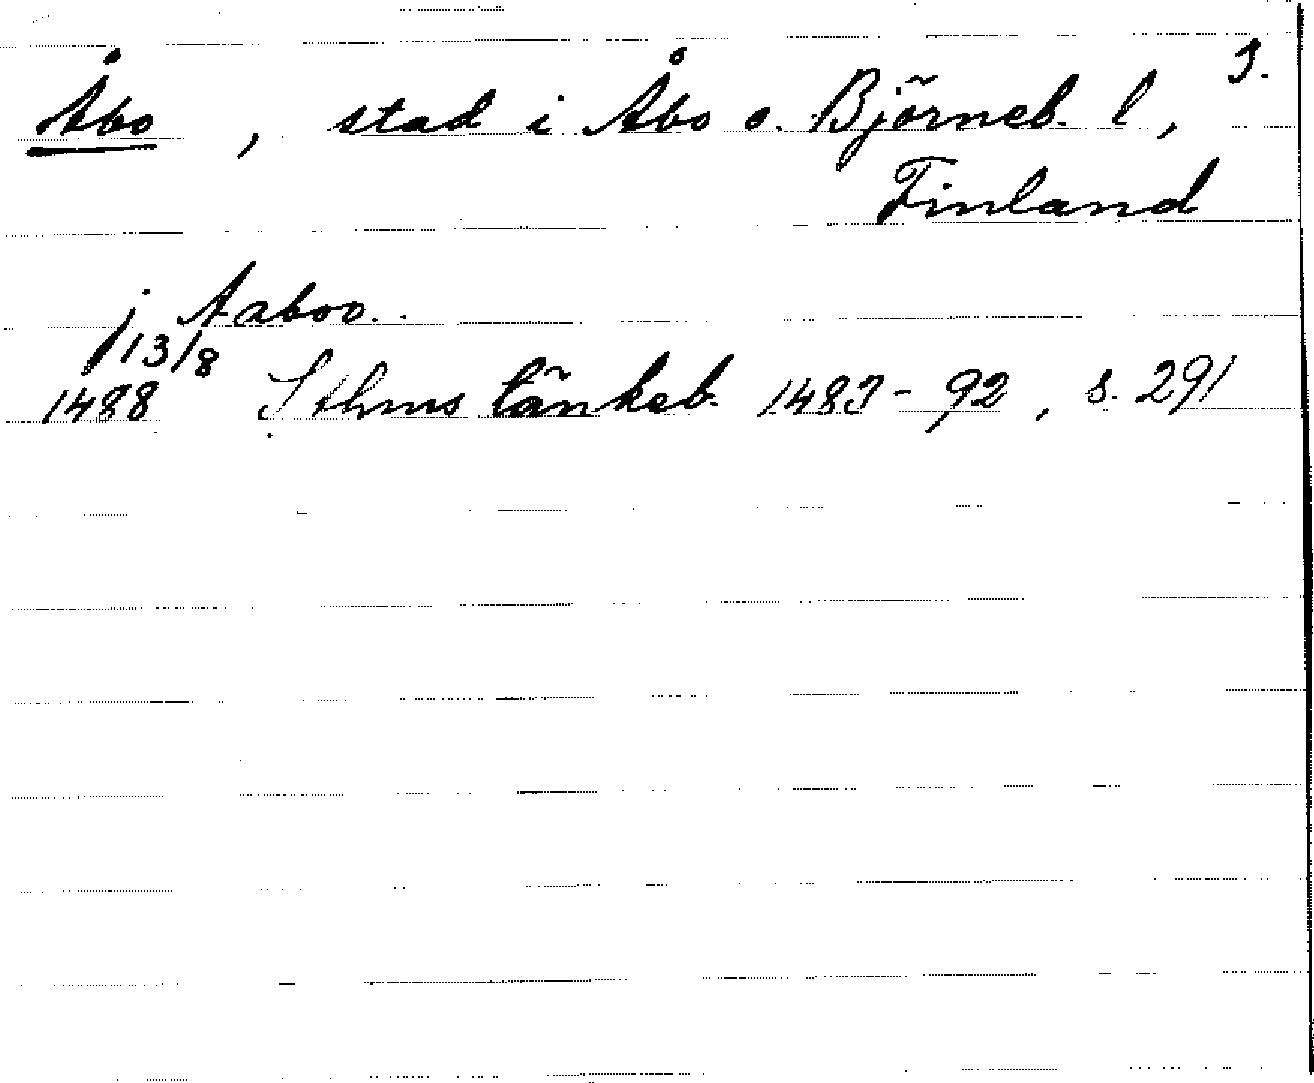 3.
Åbo, stad i Åbo o. Björneb. l,
Finland
j Aaboo.
13/8
1488 Sthms tänkeb. 1483-92, s. 291